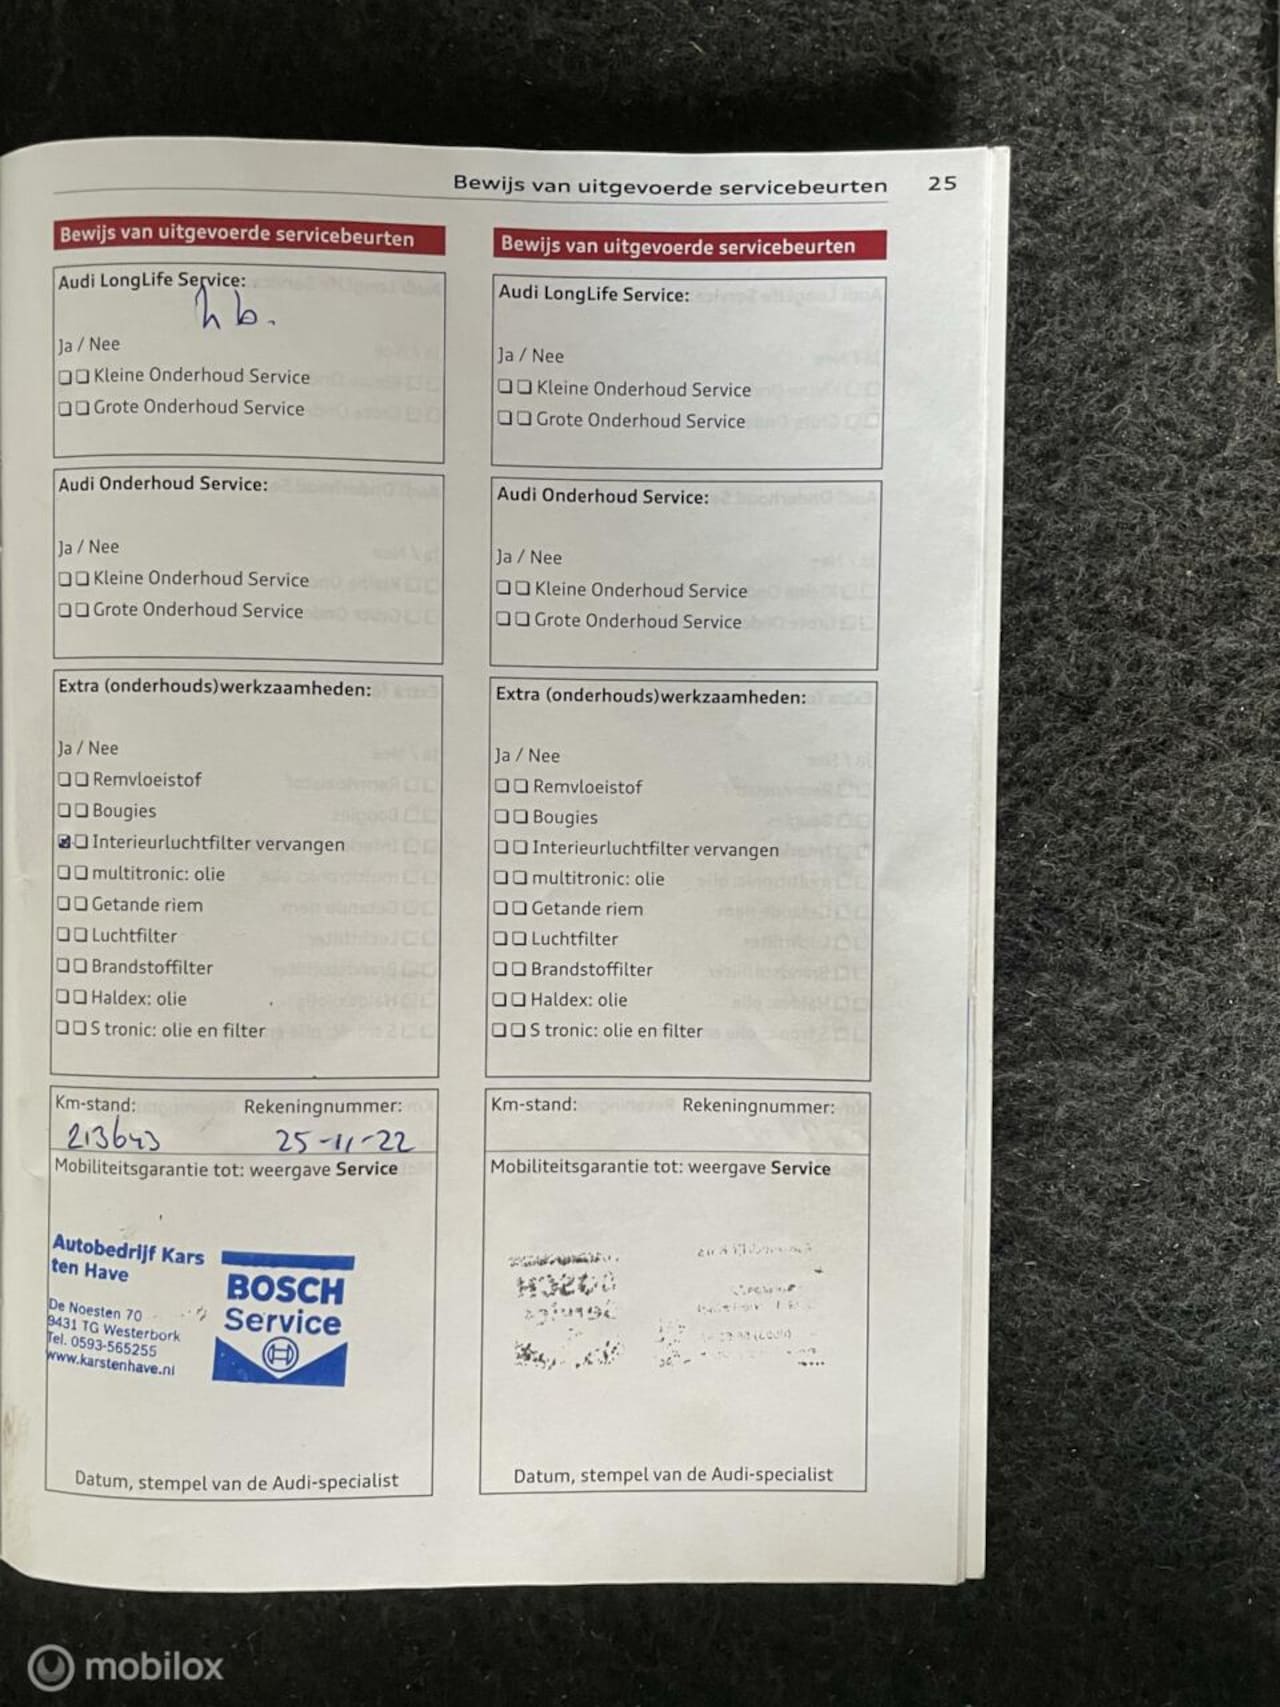 Bewijs van uitgevoerde servicebeurten 25
Bewijs van uitgevoerde servicebeurten
Audi LongLife Service:
h b.
Ja / Nee
Kleine Onderhoud Service
Grote Onderhoud Service
Audi Onderhoud Service:
Ja / Nee
Kleine Onderhoud Service
Grote Onderhoud Service
Extra (onderhouds)werkzaamheden:
Ja / Nee
Remvloeistof
Bougies
Interieurluchtfilter vervangen
multitronic: olie
Getande riem
Luchtfilter
Brandstoffilter
Haldex: olie
S tronic: olie en filter
Km-stand: Rekeningnummer:
213643 25-11-22
Mobiliteitsgarantie tot: weergave Service
Autobedrijf Kars
ten Have
De Noesten 70
9431 TG Westerbork
Tel. 0593-565255
www.karstenhave.nl
BOSCH
Service
Datum, stempel van de Audi-specialist
Bewijs van uitgevoerde servicebeurten
Audi LongLife Service:
Ja / Nee
Kleine Onderhoud Service
Grote Onderhoud Service
Audi Onderhoud Service:
Ja / Nee
Kleine Onderhoud Service
Grote Onderhoud Service
Extra (onderhouds)werkzaamheden:
Ja / Nee
Remvloeistof
Bougies
Interieurluchtfilter vervangen
multitronic: olie
Getande riem
Luchtfilter
Brandstoffilter
Haldex: olie
S tronic: olie en filter
Km-stand: Rekeningnummer:
Mobiliteitsgarantie tot: weergave Service
Datum, stempel van de Audi-specialist
mobilox